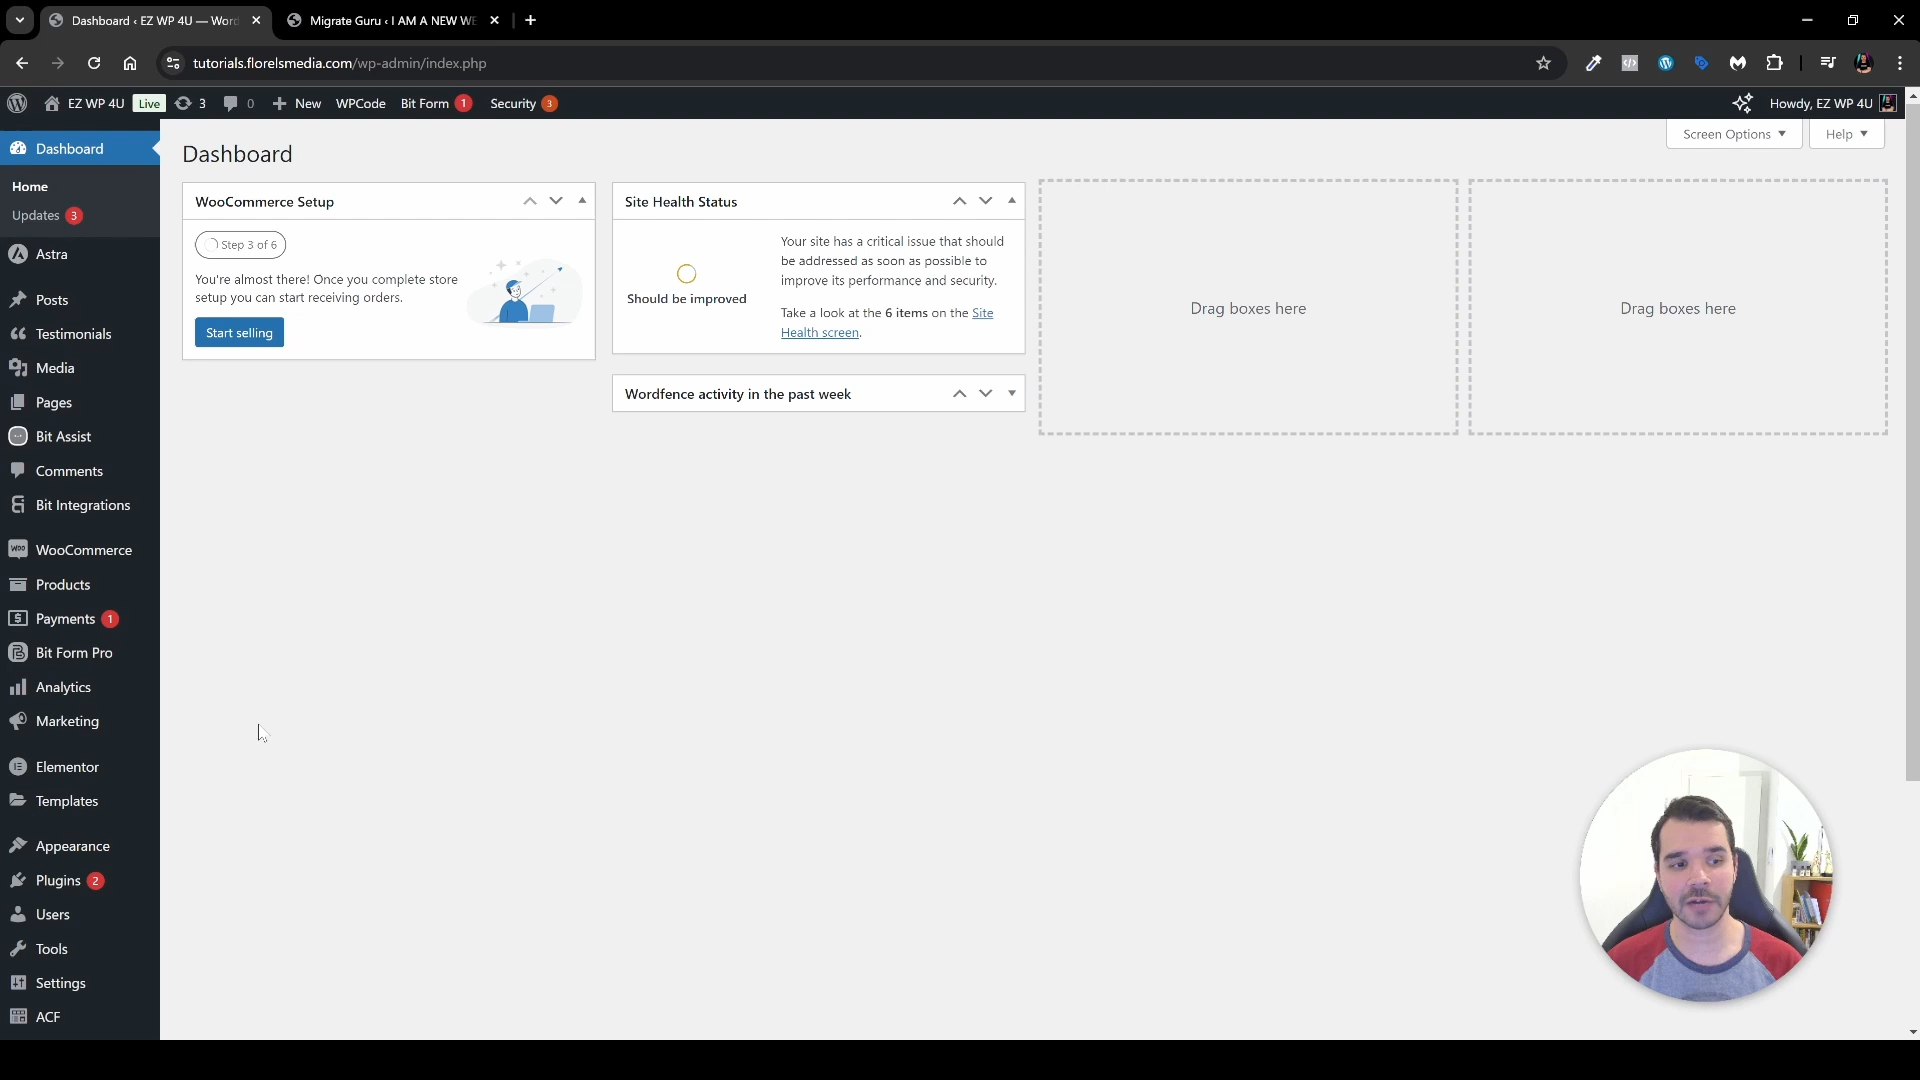 Dashboard ‹ EZ WP 4U — Word
Migrate Guru ‹ I AM A NEW WE
tutorials.florelsmedia.com/wp-admin/index.php
EZ WP 4U Live 3 0 New WPCode Bit Form 1 Security 3 Howdy, EZ WP 4U
Screen Options Help
Dashboard
Home
Updates 3
Astra
Posts
Testimonials
Media
Pages
Bit Assist
Comments
Bit Integrations
WooCommerce
Products
Payments 1
Bit Form Pro
Analytics
Marketing
Elementor
Templates
Appearance
Plugins 2
Users
Tools
Settings
ACF
Dashboard
WooCommerce Setup
Step 3 of 6
You're almost there! Once you complete store
setup you can start receiving orders.
Start selling
Site Health Status
Should be improved
Your site has a critical issue that should
be addressed as soon as possible to
improve its performance and security.
Take a look at the 6 items on the Site
Health screen.
Wordfence activity in the past week
Drag boxes here
Drag boxes here